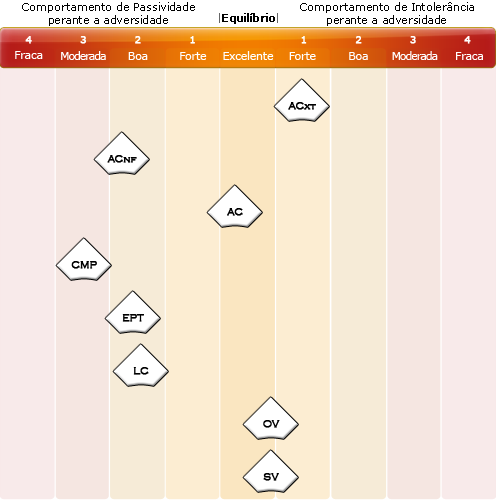 Comportamento de Passividade
perante a adversidade
|Equilíbrio|
Comportamento de Intolerância
perante a adversidade
4 3 2 1 1 2 3 4
Fraca Moderada Boa Forte Excelente Forte Boa Moderada Fraca
ACXT
ACNF
AC
CMP
EPT
LC
OV
SV